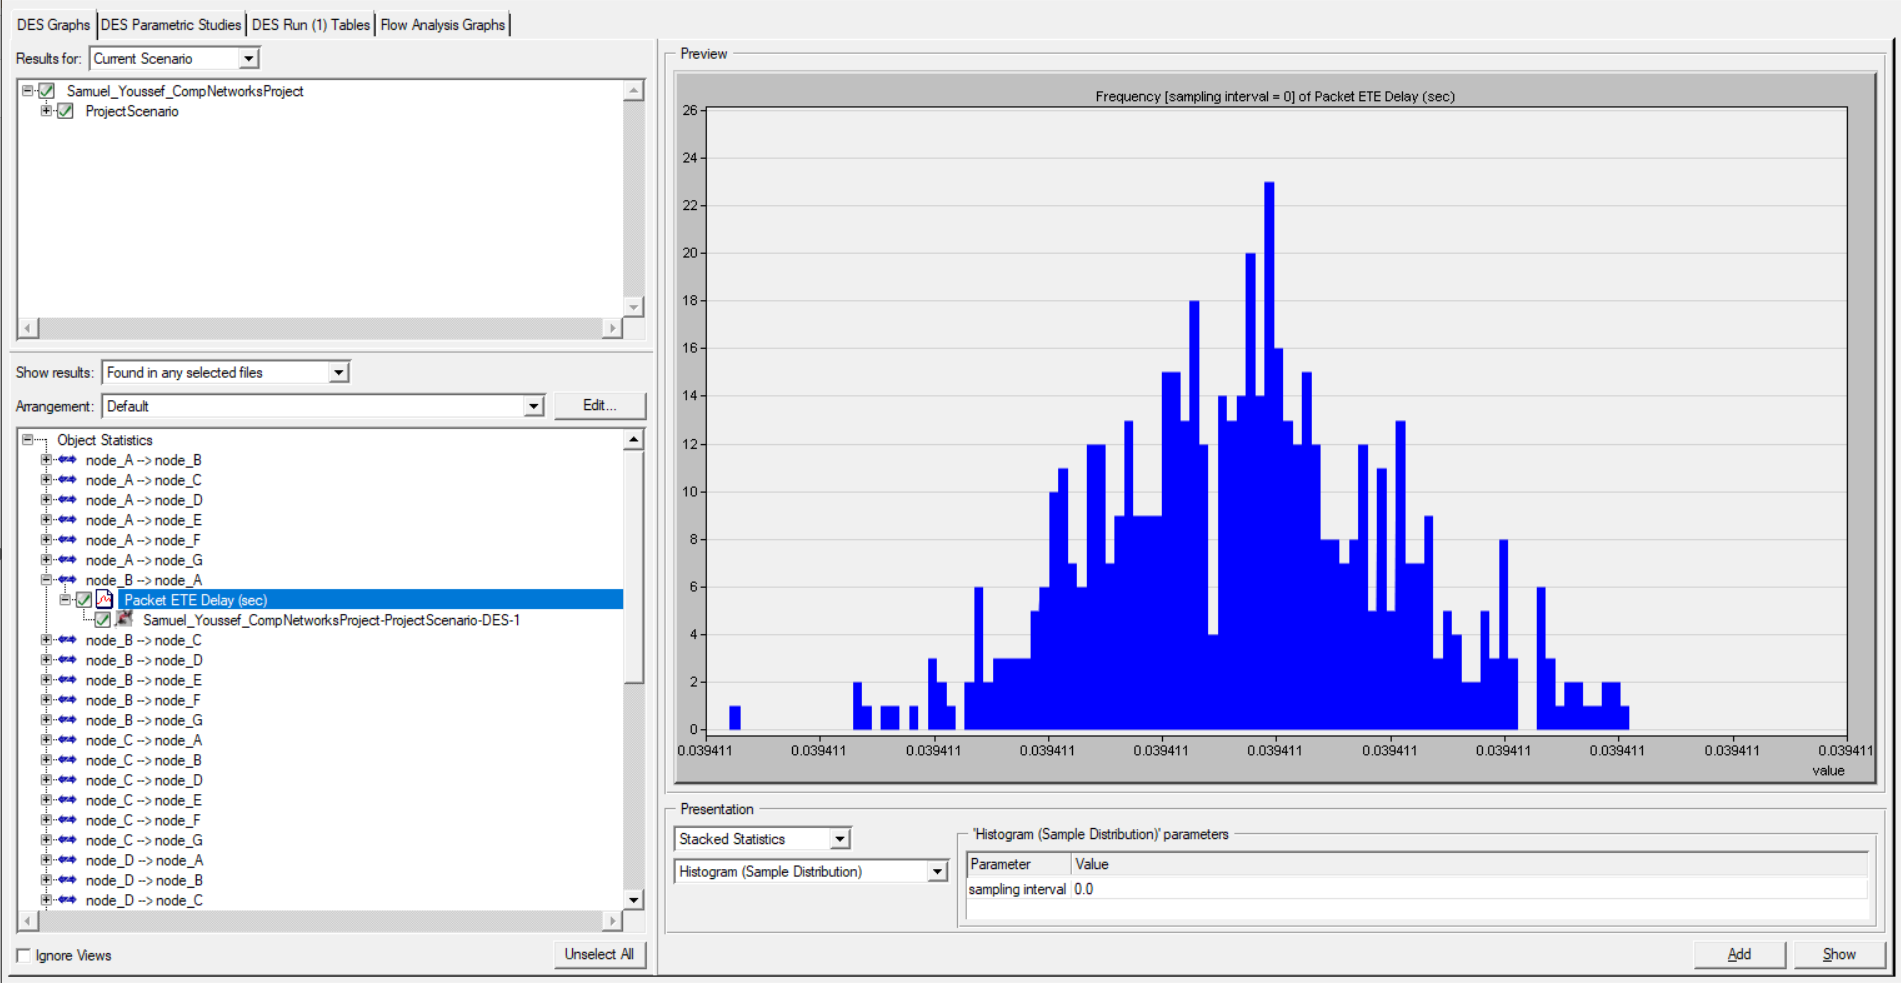 DES Graphs DES Parametric Studies DES Run (1) Tables Flow Analysis Graphs
Results for: Current Scenario
Samuel_Youssef_CompNetworksProject
ProjectScenario
Show results: Found in any selected files
Arrangement: Default Edit...
Object Statistics
node_A --> node_B
node_A --> node_C
node_A --> node_D
node_A --> node_E
node_A --> node_F
node_A --> node_G
node_B --> node_A
Packet ETE Delay (sec)
Samuel_Youssef_CompNetworksProject-ProjectScenario-DES-1
node_B --> node_C
node_B --> node_D
node_B --> node_E
node_B --> node_F
node_B --> node_G
node_C --> node_A
node_C --> node_B
node_C --> node_D
node_C --> node_E
node_C --> node_F
node_C --> node_G
node_D --> node_A
node_D --> node_B
node_D --> node_C
Ignore Views Unselect All
Preview
Frequency [sampling interval = 0] of Packet ETE Delay (sec)
26
24
22
20
18
16
14
12
10
8
6
4
2
0
0.039411 0.039411 0.039411 0.039411 0.039411 0.039411 0.039411 0.039411 0.039411 0.039411 0.039411
value
Presentation
Stacked Statistics
Histogram (Sample Distribution)
'Histogram (Sample Distribution)' parameters
Parameter Value
sampling interval 0.0
Add Show